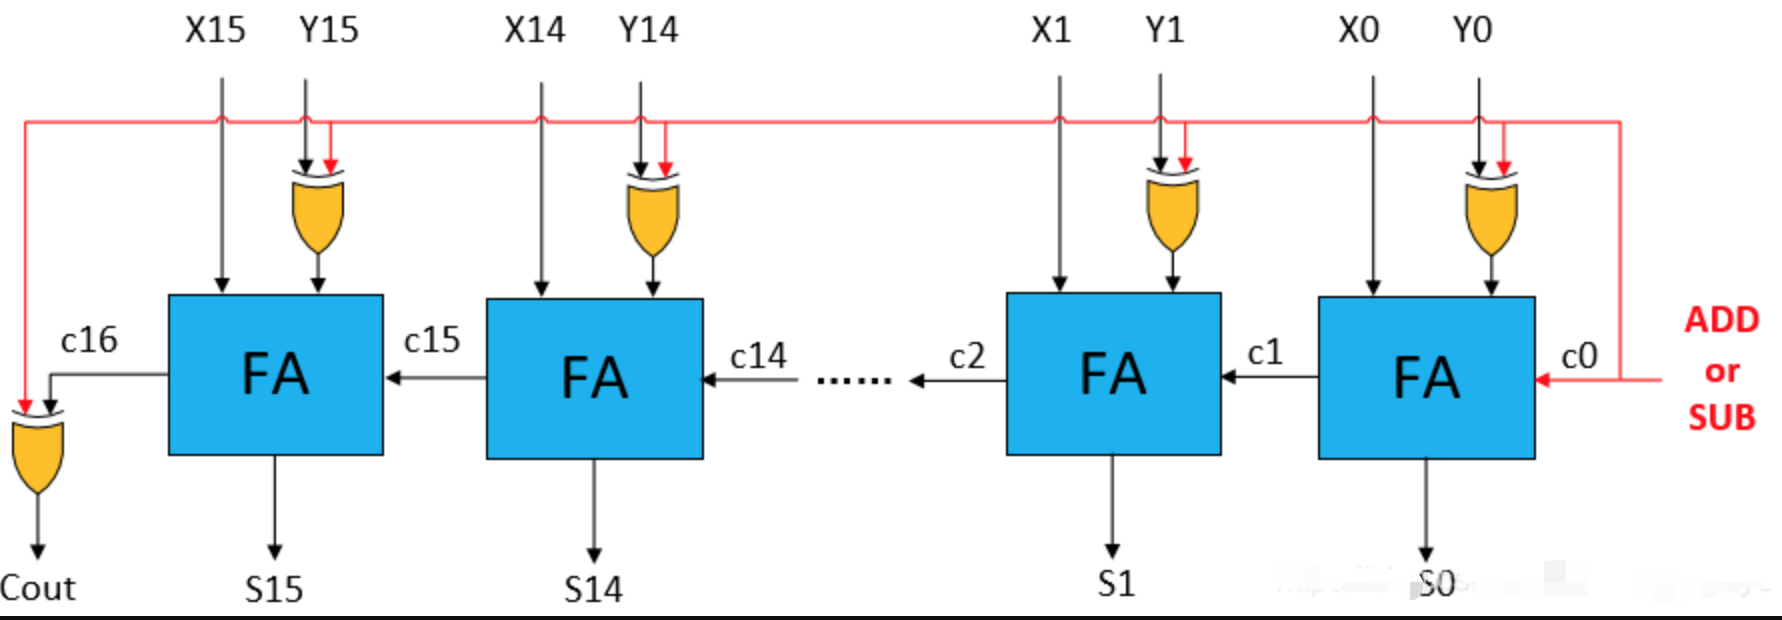 X15 Y15 X14 Y14 X1 Y1 X0 Y0
c16 FA c15 FA c14 ...... c2 FA c1 FA c0 ADD
or
SUB
Cout S15 S14 S1 S0